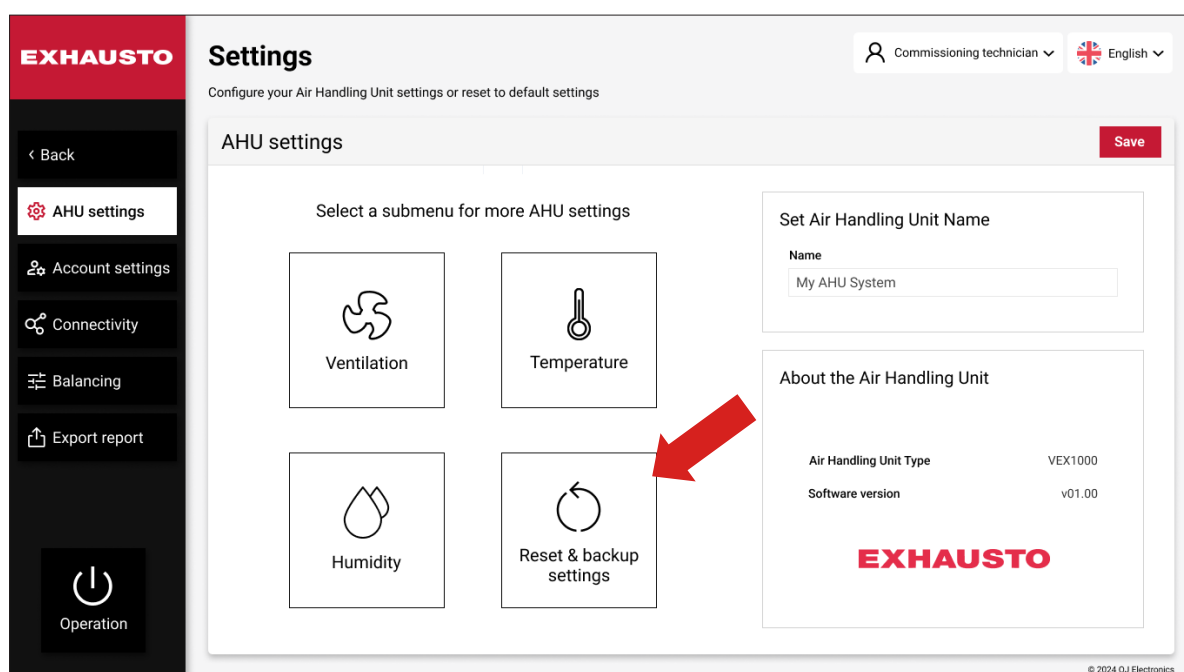 EXHAUSTO
Settings
Commissioning technician
English
Configure your Air Handling Unit settings or reset to default settings
< Back
AHU settings
Account settings
Connectivity
Balancing
Export report
Operation
AHU settings
Save
Select a submenu for more AHU settings
Ventilation
Temperature
Humidity
Reset & backup
settings
Set Air Handling Unit Name
Name
My AHU System
About the Air Handling Unit
Air Handling Unit Type VEX1000
Software version v01.00
EXHAUSTO
© 2024 OJ Electronics